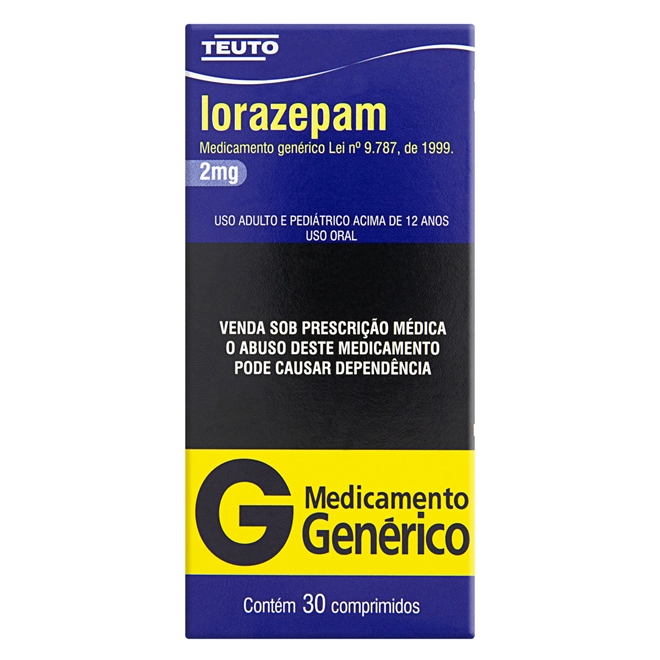 TEUTO
lorazepam
Medicamento genérico Lei nº 9.787, de 1999.
2mg
USO ADULTO E PEDIÁTRICO ACIMA DE 12 ANOS
USO ORAL
VENDA SOB PRESCRIÇÃO MÉDICA
O ABUSO DESTE MEDICAMENTO
PODE CAUSAR DEPENDÊNCIA
G Medicamento
Genérico
Contém 30 comprimidos